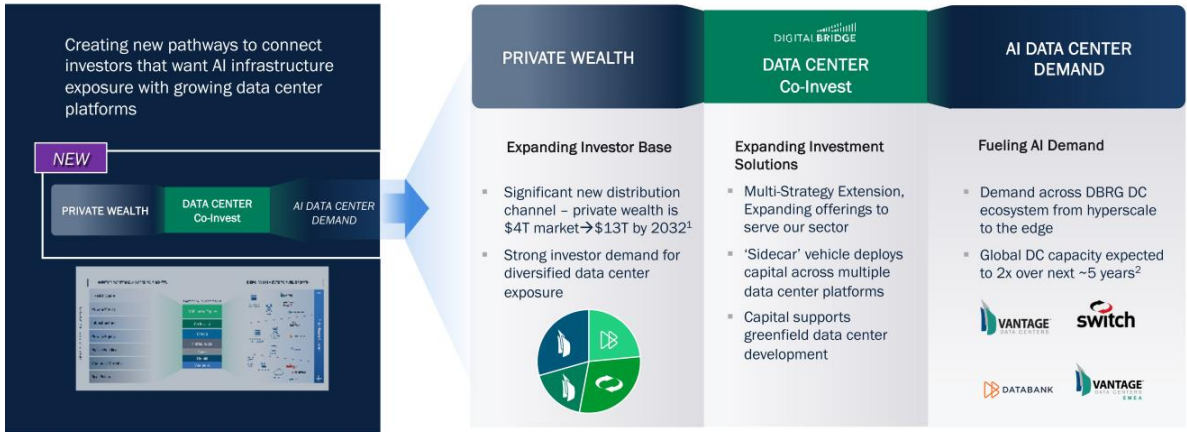 Creating new pathways to connect
investors that want AI infrastructure
exposure with growing data center
platforms
NEW
PRIVATE WEALTH
DATA CENTER
Co-Invest
AI DATA CENTER
DEMAND
PRIVATE WEALTH
DIGITALBRIDGE
DATA CENTER
Co-Invest
AI DATA CENTER
DEMAND
Expanding Investor Base
▪ Significant new distribution
channel – private wealth is
$4T market→$13T by 2032¹
▪ Strong investor demand for
diversified data center
exposure
Expanding Investment
Solutions
▪ Multi-Strategy Extension,
Expanding offerings to
serve our sector
▪ ‘Sidecar’ vehicle deploys
capital across multiple
data center platforms
▪ Capital supports
greenfield data center
development
Fueling AI Demand
▪ Demand across DBRG DC
ecosystem from hyperscale
to the edge
▪ Global DC capacity expected
to 2x over next ~5 years²
VANTAGE
DATA CENTERS
switch
DATABANK
VANTAGE
DATA CENTERS
EMEA